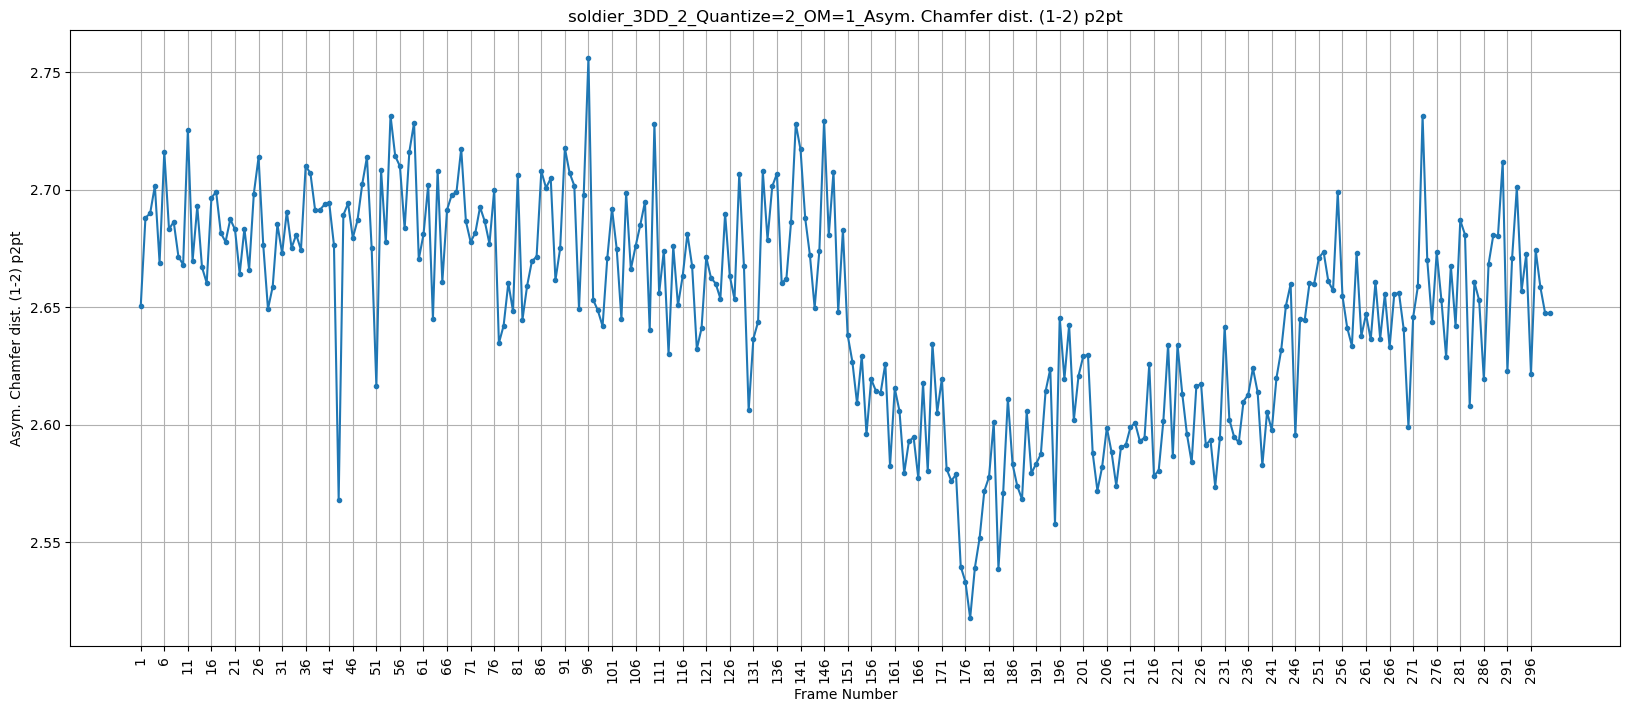 soldier_3DD_2_Quantize=2_OM=1_Asym. Chamfer dist. (1-2) p2pt
Asym. Chamfer dist. (1-2) p2pt
2.75
2.70
2.65
2.60
2.55
1 6 11 16 21 26 31 36 41 46 51 56 61 66 71 76 81 86 91 96 101 106 111 116 121 126 131 136 141 146 151 156 161 166 171 176 181 186 191 196 201 206 211 216 221 226 231 236 241 246 251 256 261 266 271 276 281 286 291 296
Frame Number